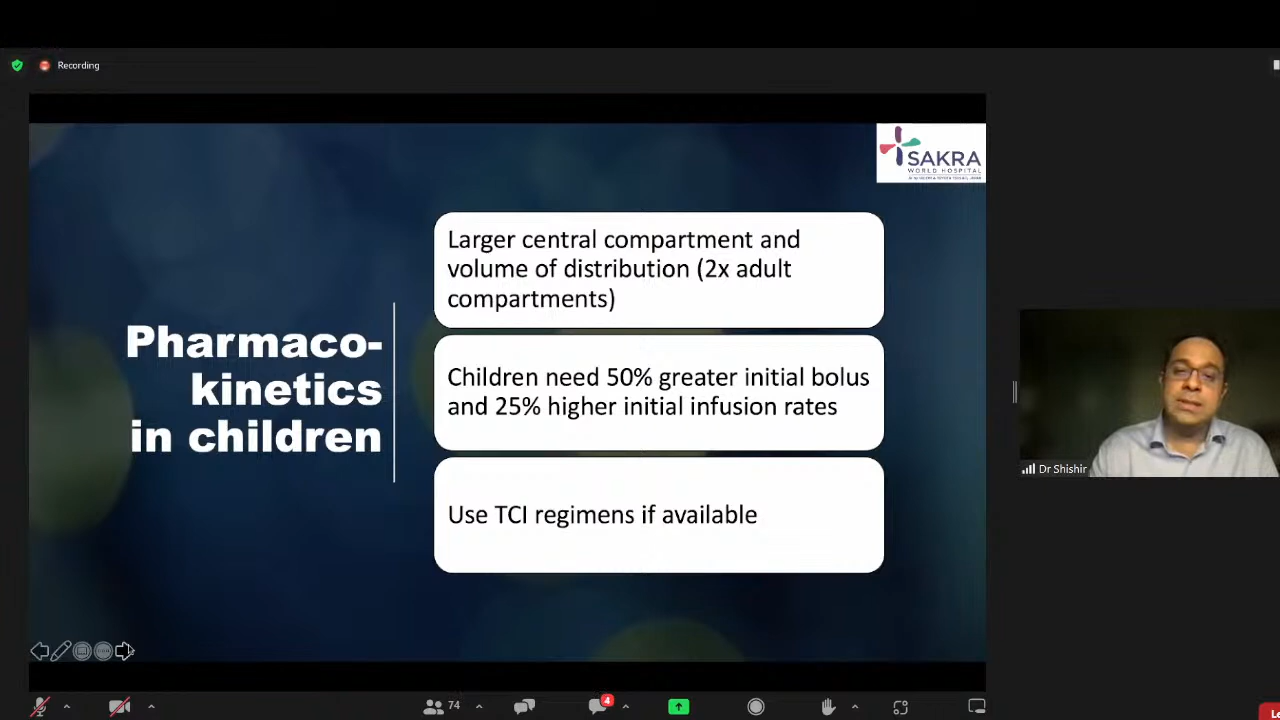 Recording
SAKRA
WORLD HOSPITAL
Larger central compartment and
volume of distribution (2x adult
compartments)
Pharmaco-
kinetics
in children
Children need 50% greater initial bolus
and 25% higher initial infusion rates
Use TCI regimens if available
Dr Shishir
74
4